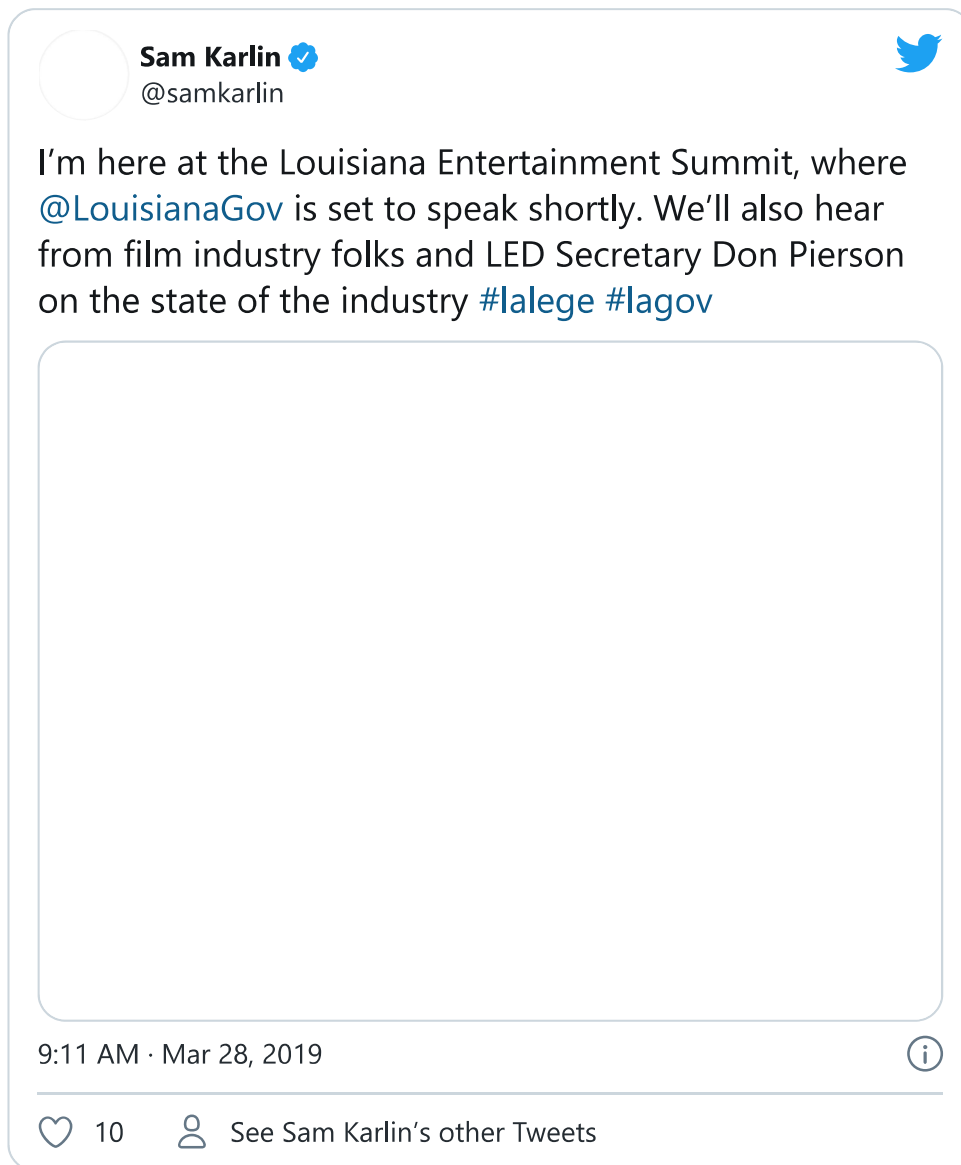 Sam Karlin
@samkarlin
I’m here at the Louisiana Entertainment Summit, where
@LouisianaGov is set to speak shortly. We’ll also hear
from film industry folks and LED Secretary Don Pierson
on the state of the industry #lalege #lagov
9:11 AM · Mar 28, 2019
10 See Sam Karlin’s other Tweets